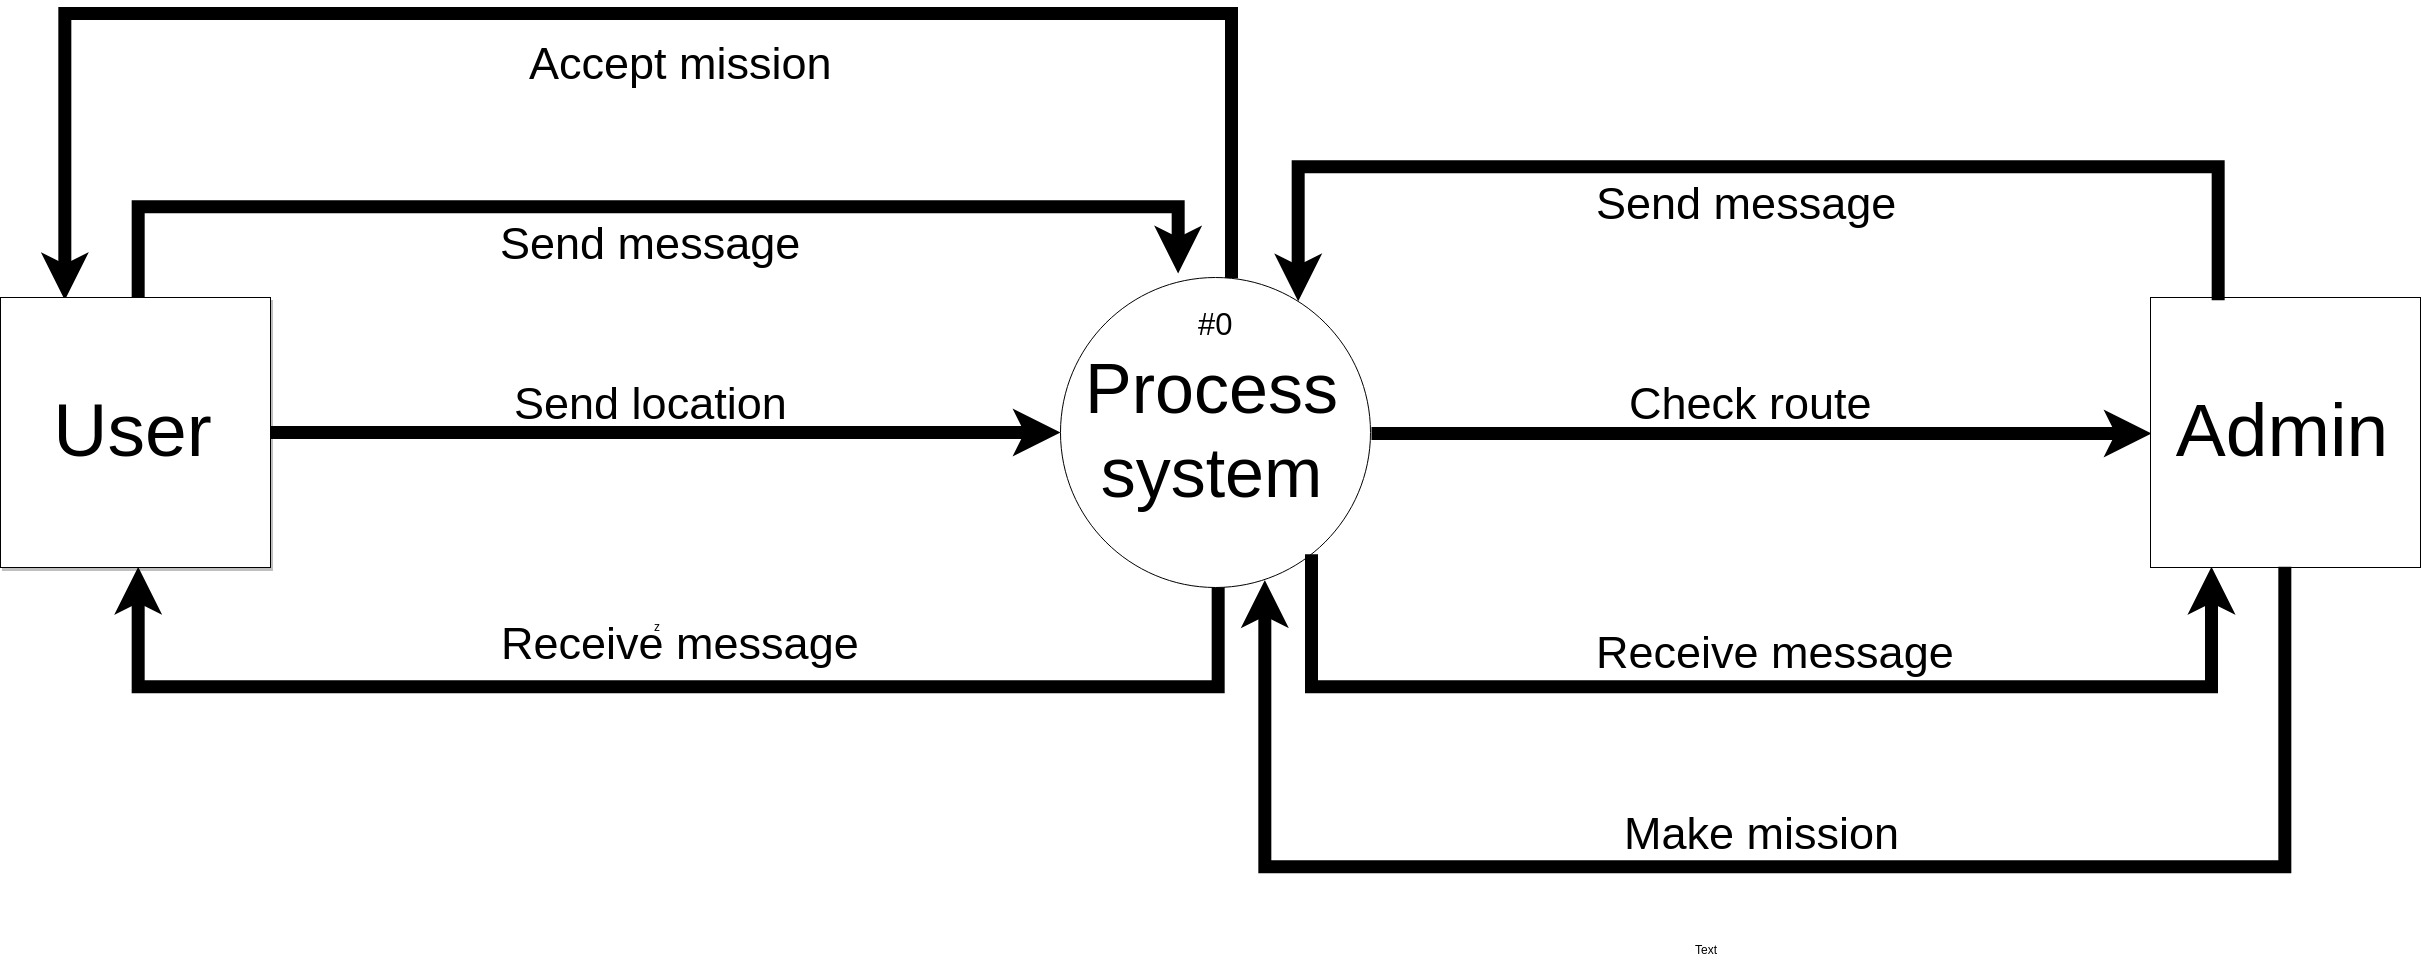 Accept mission
Send message
Send message
#0
Process
system
User
Send location
Check route
Admin
z
Receive message
Receive message
Make mission
Text